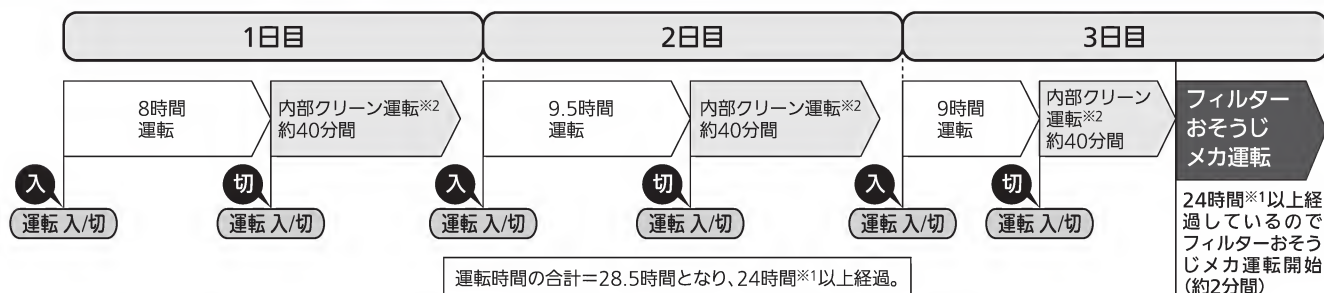 1日目
2日目
3日目
8時間
運転
内部クリーン運転※2
約40分間
9.5時間
運転
内部クリーン運転※2
約40分間
9時間
運転
内部クリーン
運転※2
約40分間
フィルター
おそうじ
メカ運転
入
切
入
切
入
切
運転 入/切
運転 入/切
運転 入/切
運転 入/切
運転 入/切
運転 入/切
24時間※1以上経
過しているので
フィルターおそう
じメカ運転開始
(約2分間)
運転時間の合計=28.5時間となり、24時間※1以上経過。